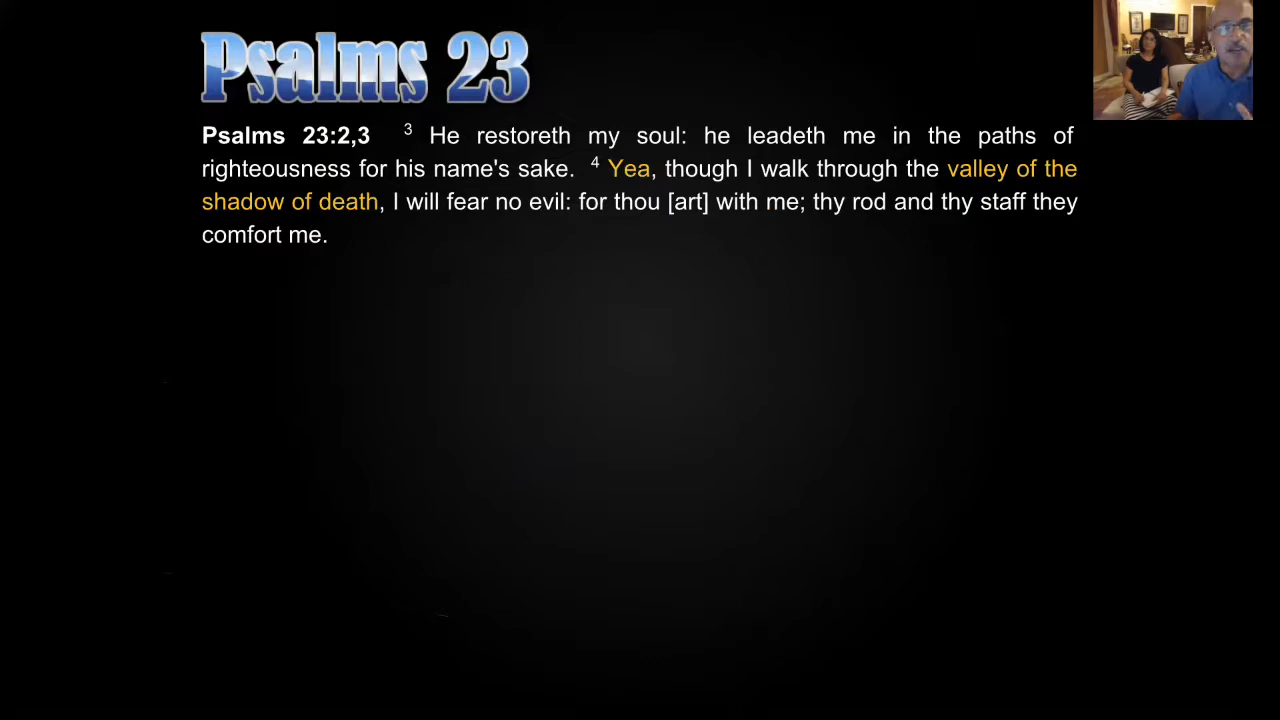 Psalms 23
Psalms 23:2,3 3 He restoreth my soul: he leadeth me in the paths of
righteousness for his name's sake. 4 Yea, though I walk through the valley of the
shadow of death, I will fear no evil: for thou [art] with me; thy rod and thy staff they
comfort me.